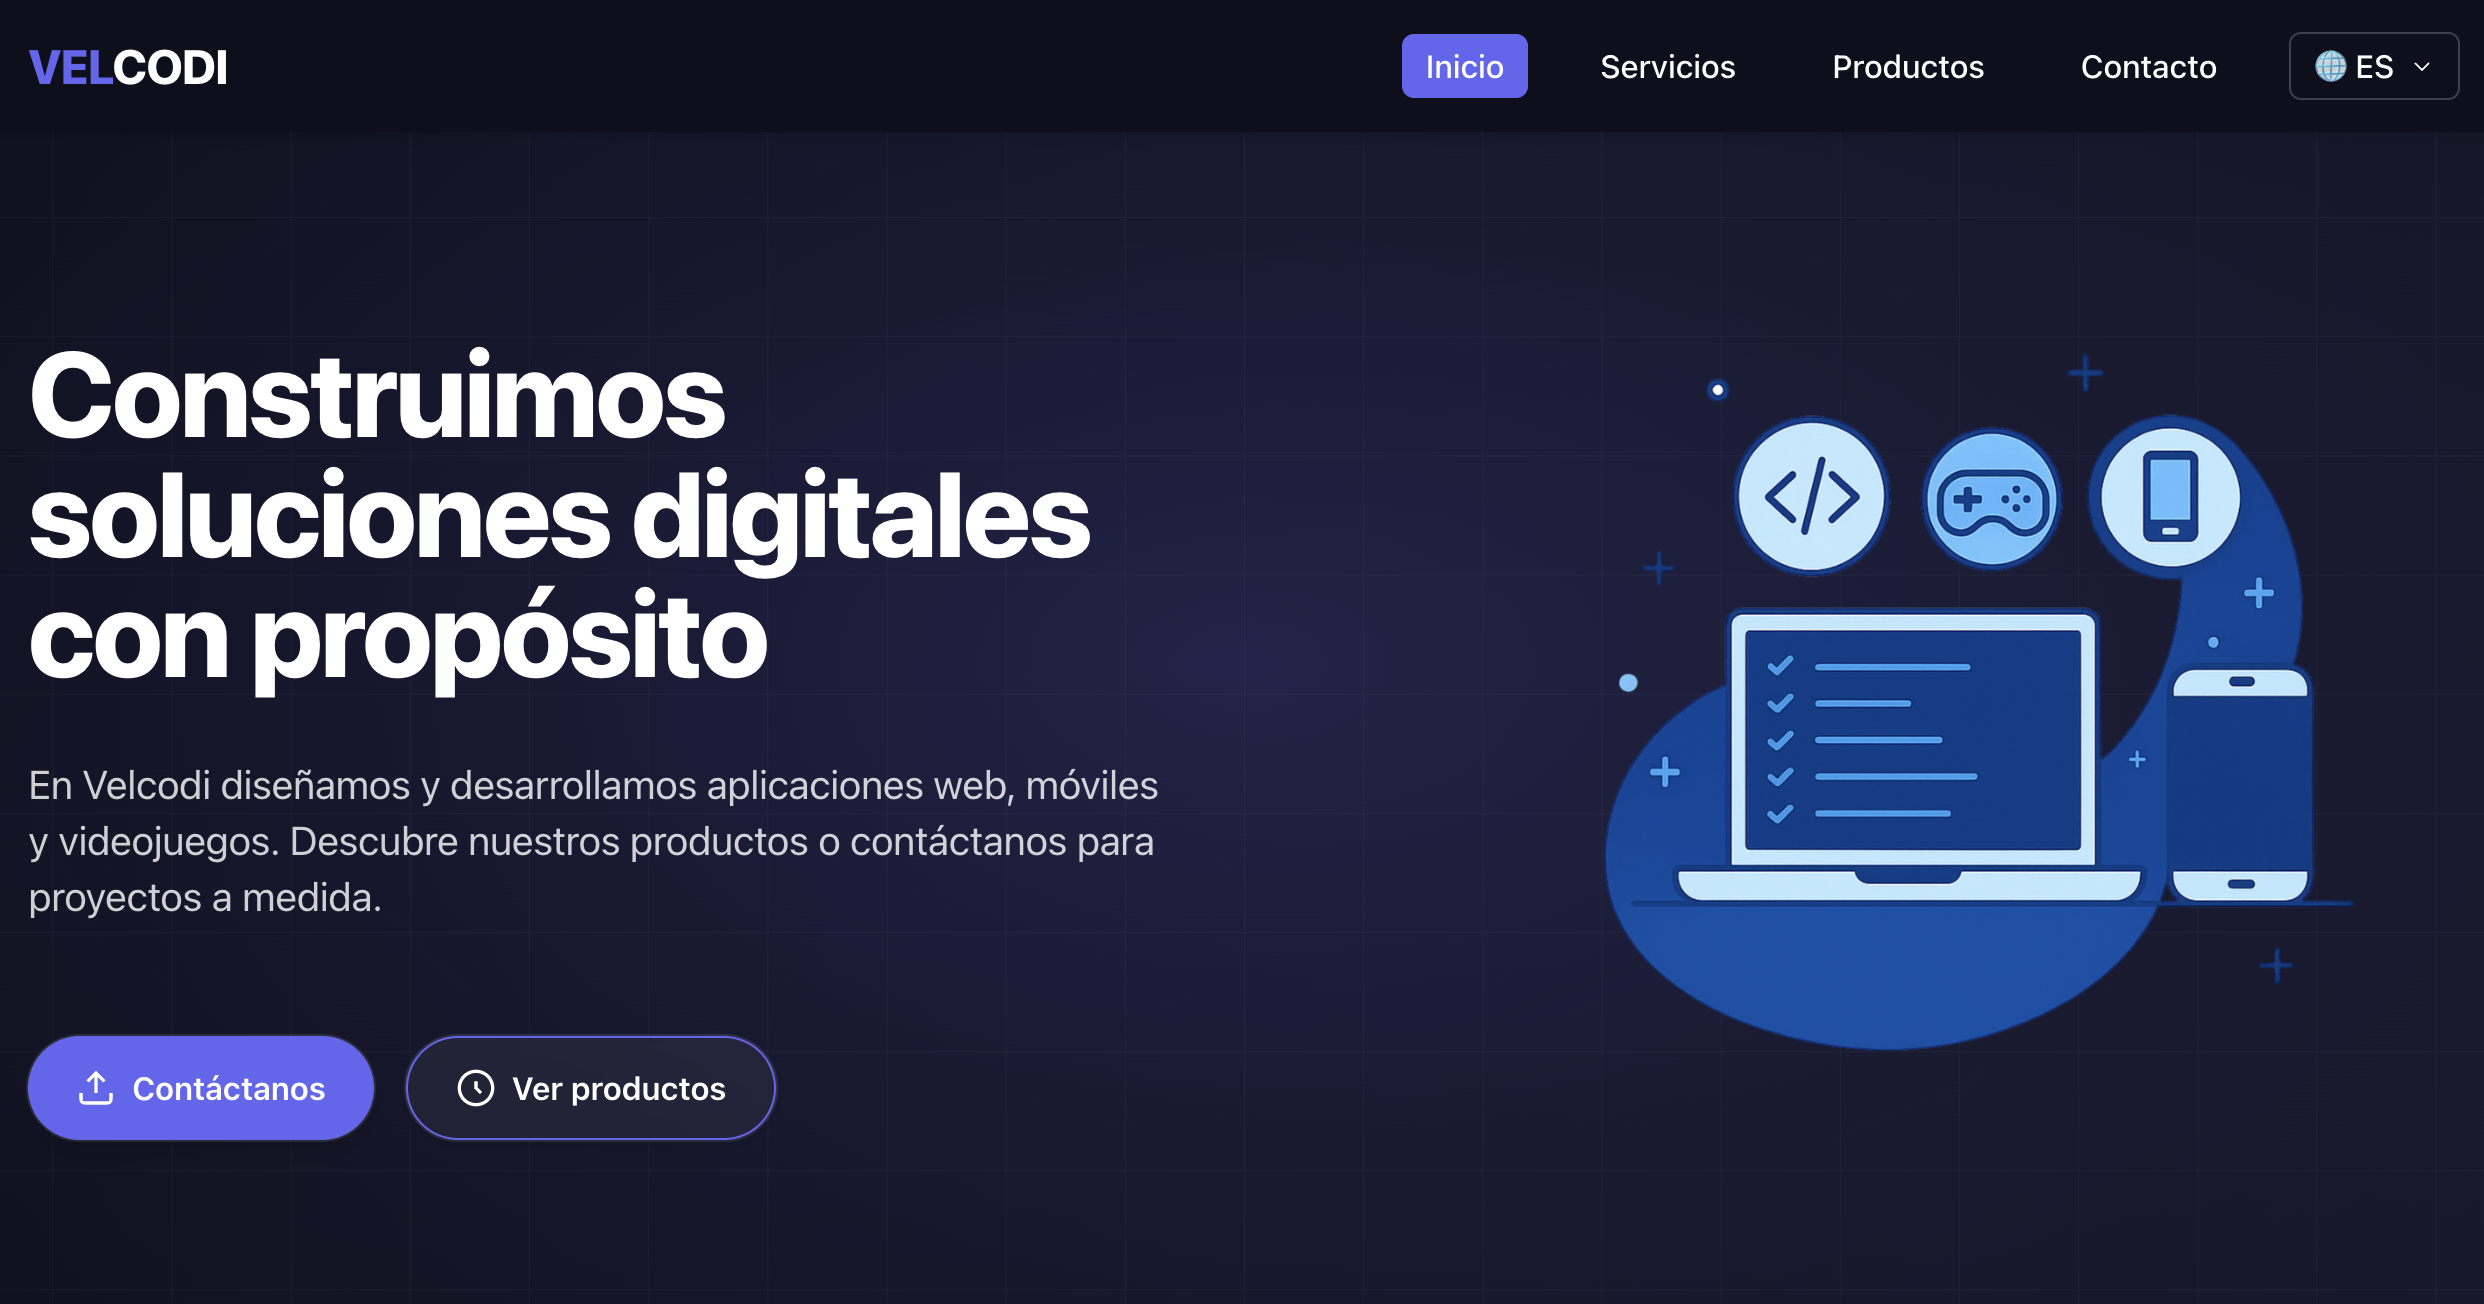 VELCODI
Inicio
Servicios
Productos
Contacto
ES
Construimos
soluciones digitales
con propósito
En Velcodi diseñamos y desarrollamos aplicaciones web, móviles
y videojuegos. Descubre nuestros productos o contáctanos para
proyectos a medida.
Contáctanos
Ver productos